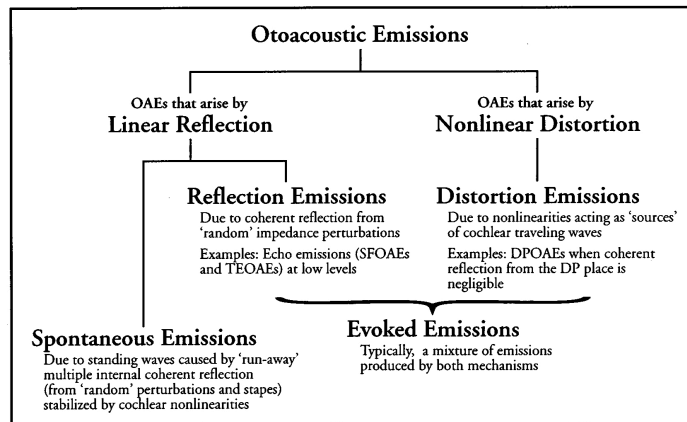 Otoacoustic Emissions
OAEs that arise by
Linear Reflection
OAEs that arise by
Nonlinear Distortion
Reflection Emissions
Due to coherent reflection from
'random' impedance perturbations
Examples: Echo emissions (SFOAEs
and TEOAEs) at low levels
Distortion Emissions
Due to nonlinearities acting as 'sources'
of cochlear traveling waves
Examples: DPOAEs when coherent
reflection from the DP place is
negligible
Spontaneous Emissions
Due to standing waves caused by 'run-away'
multiple internal coherent reflection
(from 'random' perturbations and stapes)
stabilized by cochlear nonlinearities
Evoked Emissions
Typically, a mixture of emissions
produced by both mechanisms